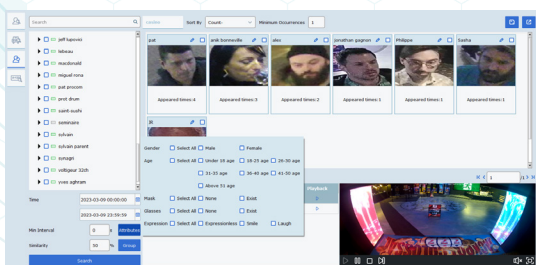 Search
Sort By Count
Minimum Occurrences 1
jeff lupovici
lebeau
macdonald
miguel rona
pat procom
prot drum
saint-sushi
seminaire
sylvain
sylvain parent
synagri
voltigeur 32ch
yves aghtram
pat
anik bonneville
alex
jonathan gagnon
Philippe
Sasha
Appeared times:4
Appeared times:3
Appeared times:2
Appeared times:1
Appeared times:1
Appeared times:1
JR
Gender Select All Male Female
Age Select All Under 18 age 18-25 age 26-30 age
31-35 age 36-40 age 41-50 age
Above 51 age
Mask Select All None Exist
Glasses Select All None Exist
Expression Select All Expressionless Smile Laugh
1 /1
Playback
Time 2023-03-09 00:00:00
2023-03-09 23:59:59
Min Interval 0 s Attributes
Similarity 90 % Group
Search